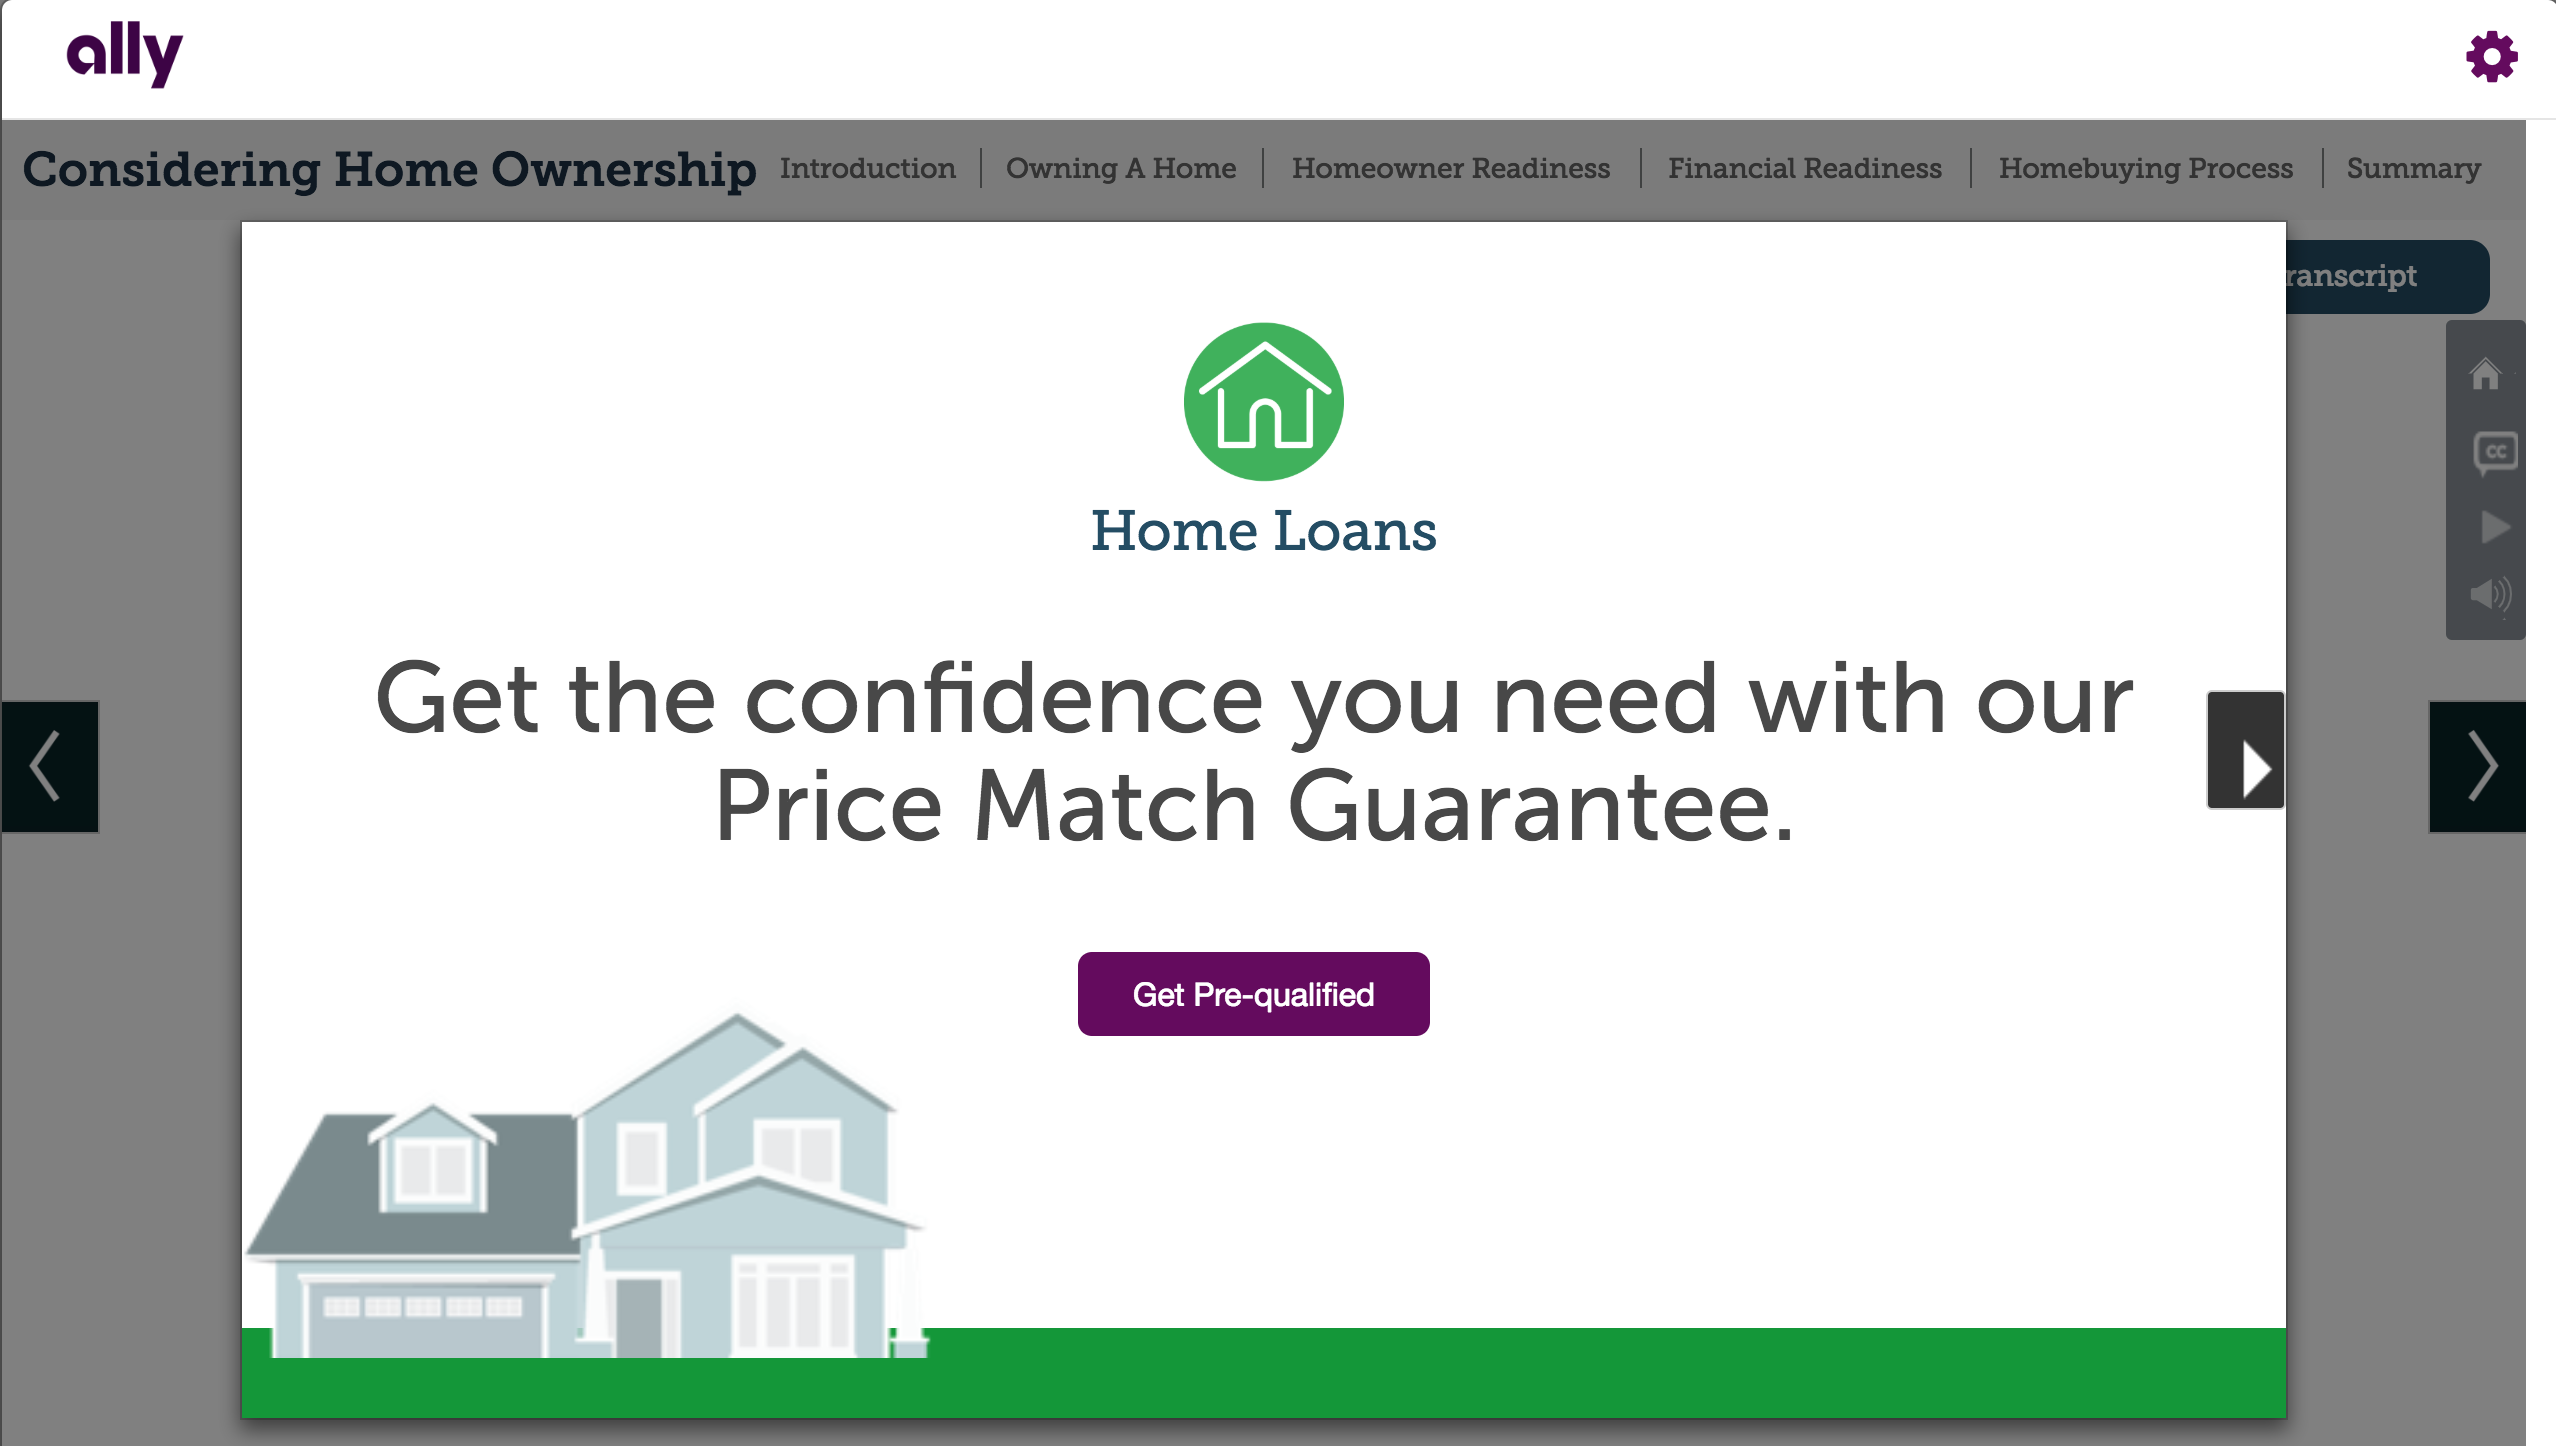 ally
Considering Home Ownership
Introduction
Owning A Home
Homeowner Readiness
Financial Readiness
Homebuying Process
Summary
ranscript
CC
Home Loans
Get the confidence you need with our
Price Match Guarantee.
Get Pre-qualified